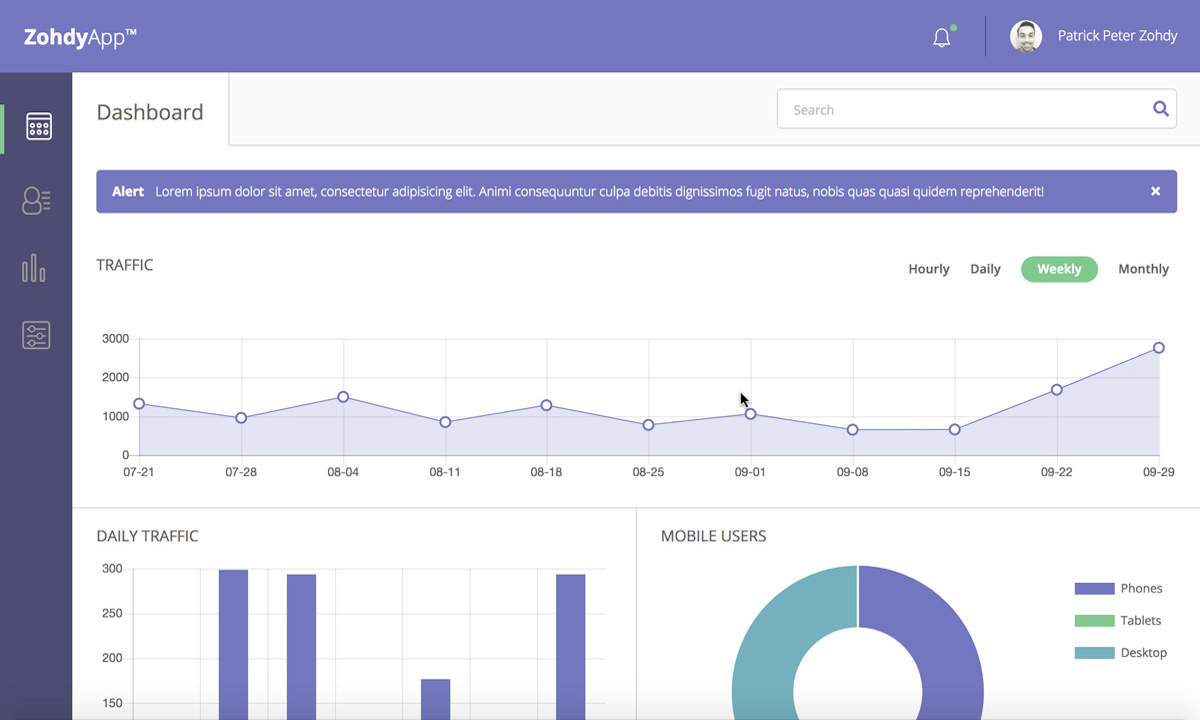 ZohdyApp™
Patrick Peter Zohdy
Dashboard
Search
Alert Lorem ipsum dolor sit amet, consectetur adipisicing elit. Animi consequuntur culpa debitis dignissimos fugit natus, nobis quas quasi quidem reprehenderit!
TRAFFIC
Hourly Daily Weekly Monthly
3000
2000
1000
0
07-21 07-28 08-04 08-11 08-18 08-25 09-01 09-08 09-15 09-22 09-29
DAILY TRAFFIC
300
250
200
150
MOBILE USERS
Phones
Tablets
Desktop